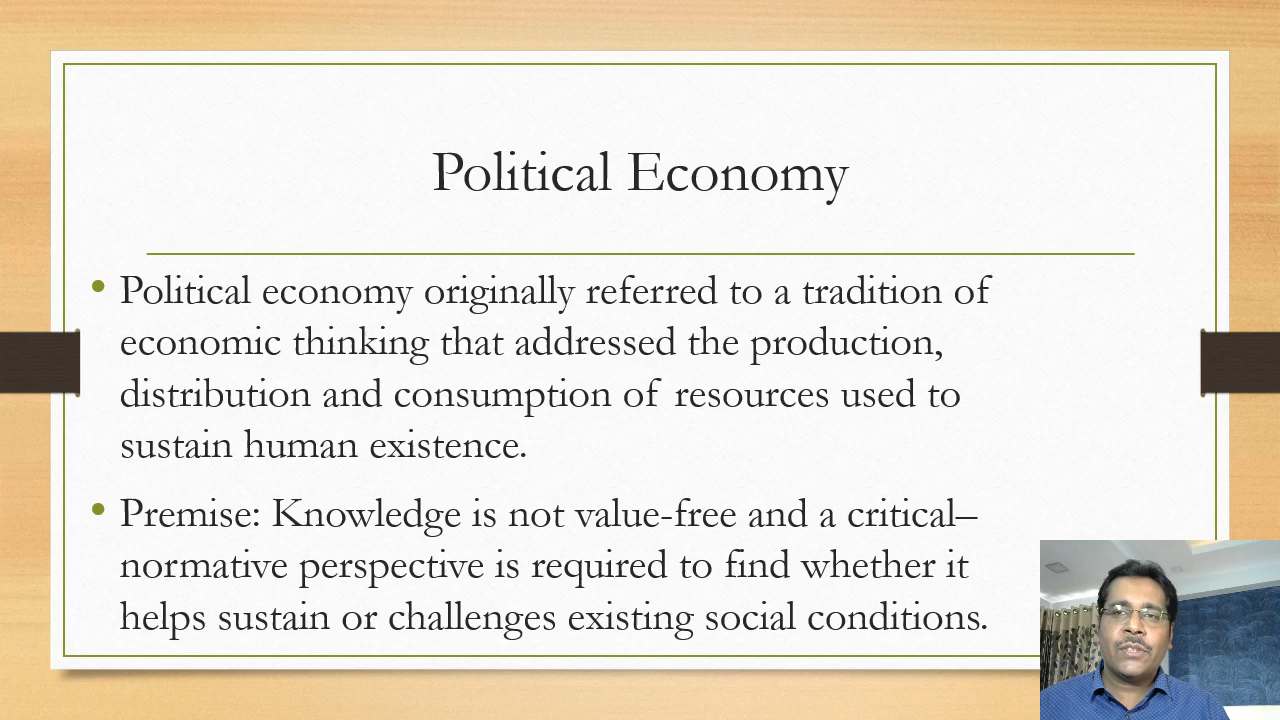 Political Economy
• Political economy originally referred to a tradition of
economic thinking that addressed the production,
distribution and consumption of resources used to
sustain human existence.
• Premise: Knowledge is not value-free and a critical–
normative perspective is required to find whether it
helps sustain or challenges existing social conditions.